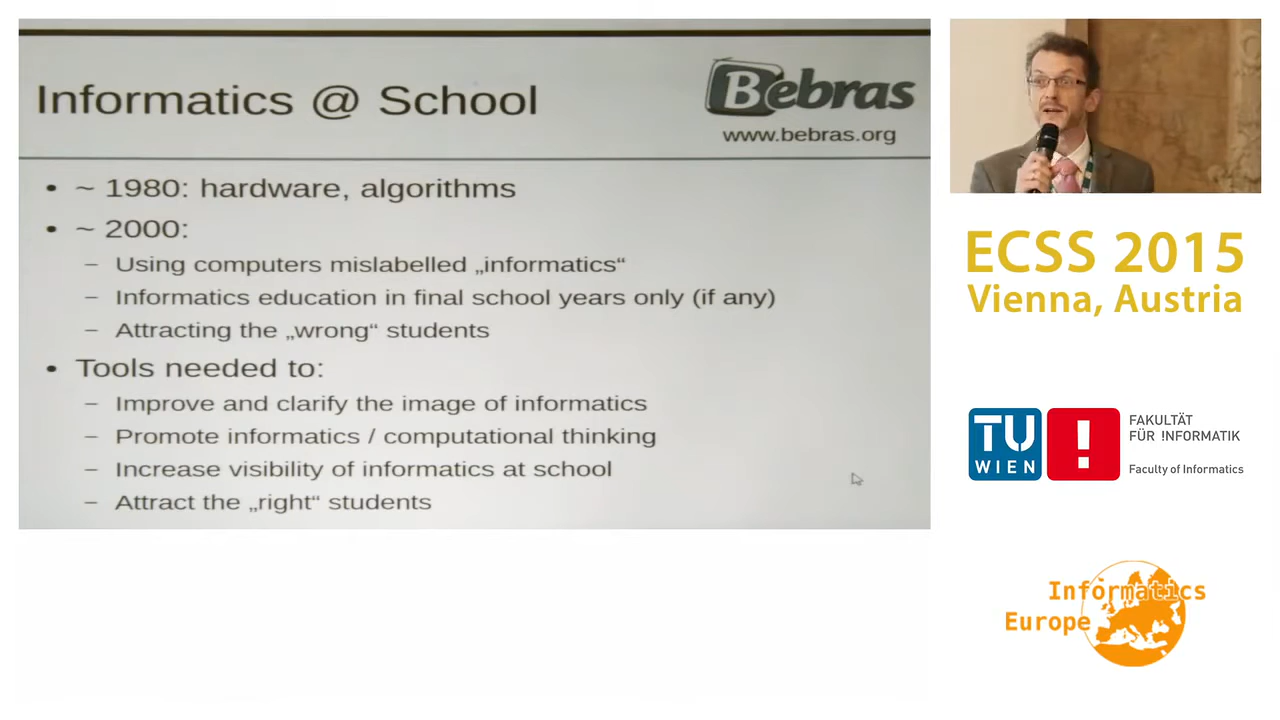 Informatics @ School
Bebras
www.bebras.org
• ~ 1980: hardware, algorithms
• ~ 2000:
– Using computers mislabelled „informatics“
– Informatics education in final school years only (if any)
– Attracting the „wrong“ students
• Tools needed to:
– Improve and clarify the image of informatics
– Promote informatics / computational thinking
– Increase visibility of informatics at school
– Attract the „right“ students
ECSS 2015
Vienna, Austria
TU
WIEN
!
FAKULTÄT
FÜR !NFORMATIK
Faculty of Informatics
Informatics
Europe